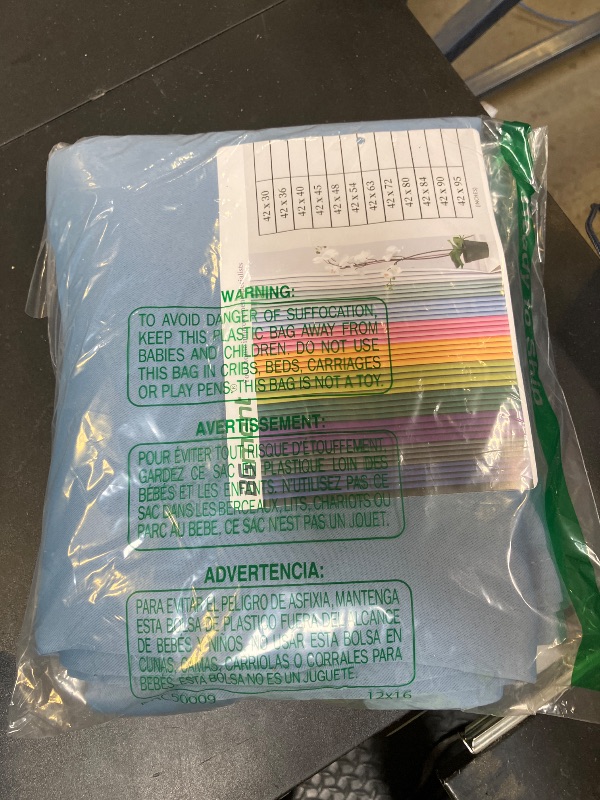 42 x 30
42 x 36
42 x 40
42 x 45
42 x 48
42 x 54
42 x 63
42 x 72
42 x 80
42 x 84
42 x 90
42 x 95
WARNING:
TO AVOID DANGER OF SUFFOCATION,
KEEP THIS PLASTIC BAG AWAY FROM
BABIES AND CHILDREN. DO NOT USE
THIS BAG IN CRIBS, BEDS, CARRIAGES
OR PLAY PENS. THIS BAG IS NOT A TOY.
AVERTISSEMENT:
POUR ÉVITER TOUT RISQUE D'ETOUFFEMENT,
GARDEZ CE SAC EN PLASTIQUE LOIN DES
BEBES ET LES ENFANTS. N'UTILISEZ PAS CE
SAC DANS LES BERCEAUX, LITS, CHARIOTS OU
PARC AU BEBE. CE SAC N'EST PAS UN JOUET.
ADVERTENCIA:
PARA EVITAR EL PELIGRO DE ASFIXIA, MANTENGA
ESTA BOLSA DE PLASTICO FUERA DEL ALCANCE
DE BEBES Y NIÑOS. NO USAR ESTA BOLSA EN
CUNAS, CAMAS, CARRIOLAS O CORRALES PARA
BEBÉS. ESTA BOLSA NO ES UN JUGUETE.
12x16